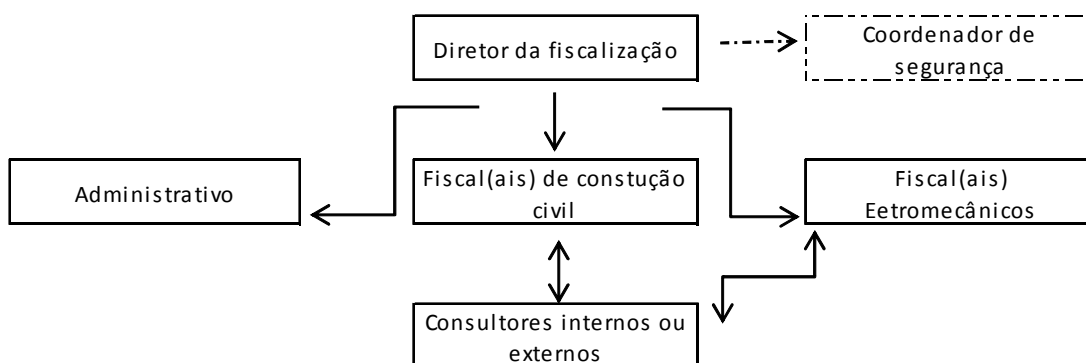 Diretor da fiscalização
Coordenador de
segurança
Administrativo
Fiscal(ais) de constução
civil
Fiscal(ais)
Eetromecânicos
Consultores internos ou
externos